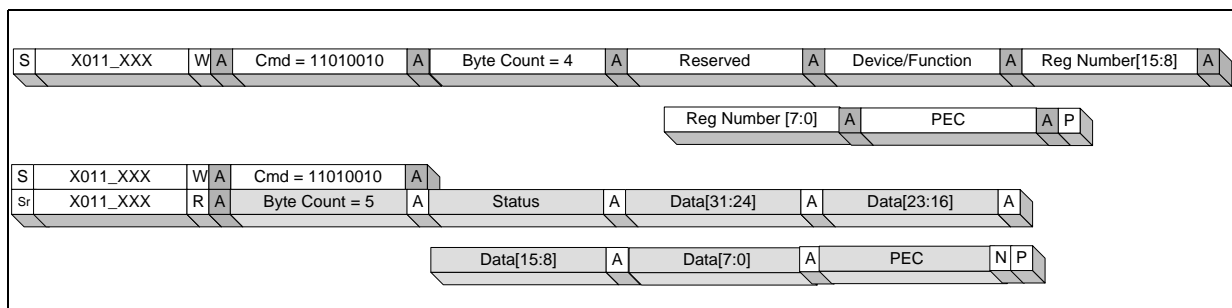 S X011_XXX W A Cmd = 11010010 A Byte Count = 4 A Reserved A Device/Function A Reg Number[15:8] A
Reg Number [7:0] A PEC A P
S X011_XXX W A Cmd = 11010010 A
Sr X011_XXX R A Byte Count = 5 A Status A Data[31:24] A Data[23:16] A
Data[15:8] A Data[7:0] A PEC N P